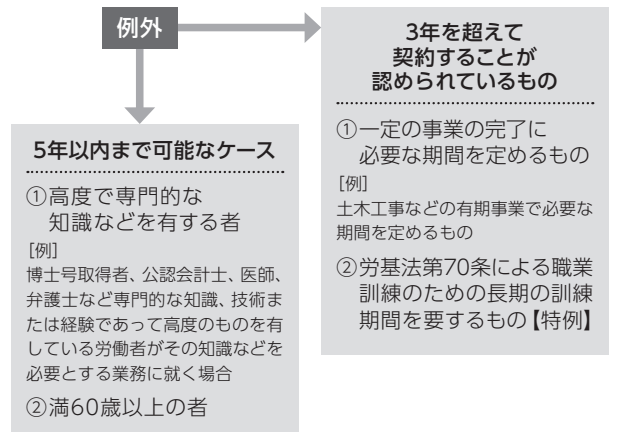 例外
3年を超えて
契約することが
認められているもの
①一定の事業の完了に
必要な期間を定めるもの
［例］
土木工事などの有期事業で必要な
期間を定めるもの
②労基法第70条による職業
訓練のための長期の訓練
期間を要するもの【特例】
5年以内まで可能なケース
①高度で専門的な
知識などを有する者
［例］
博士号取得者、公認会計士、医師、
弁護士など専門的な知識、技術ま
たは経験であって高度のものを有
している労働者がその知識などを
必要とする業務に就く場合
②満60歳以上の者